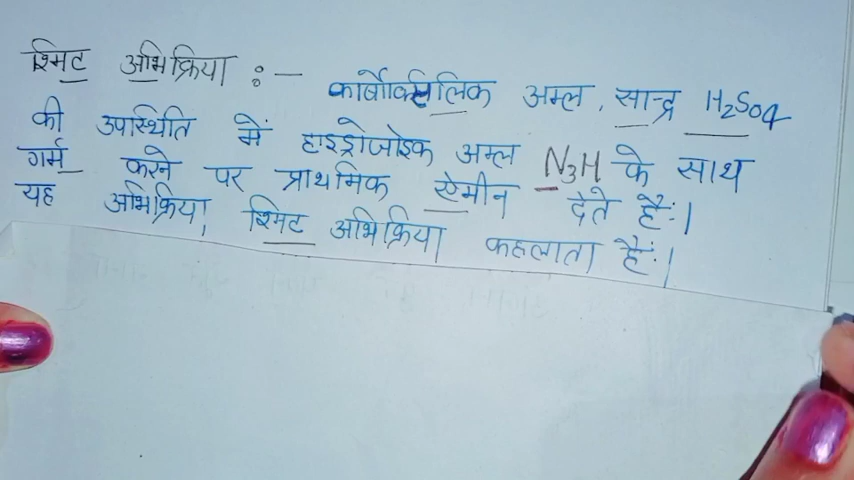 श्मिट अभिक्रिया :- कार्बोक्सिलिक अम्ल, सान्द्र H₂SO₄
की उपस्थिति में हाइड्रोजोइक अम्ल N₃H के साथ
गर्म करने पर प्राथमिक ऐमीन देते हैं।
यह अभिक्रिया श्मिट अभिक्रिया कहलाता हैं।